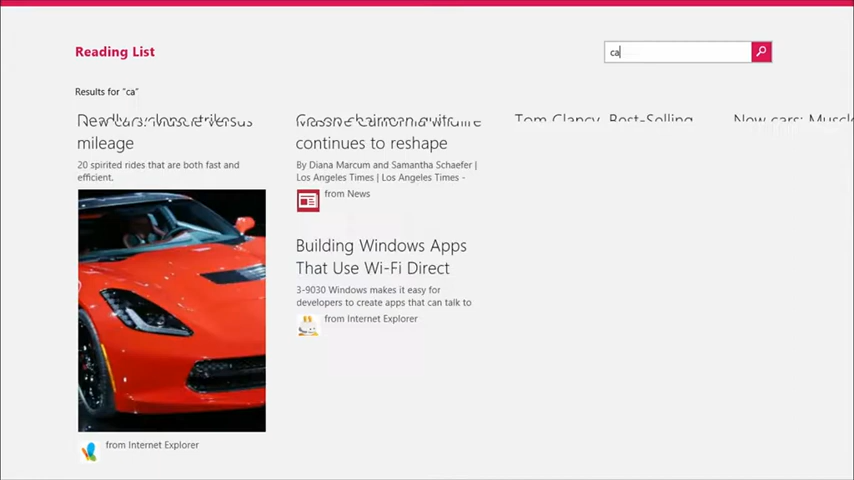 Reading List
ca
Results for "ca"
mileage
20 spirited rides that are both fast and
efficient.
from Internet Explorer
continues to reshape
By Diana Marcum and Samantha Schaefer |
Los Angeles Times | Los Angeles Times -
from News
Building Windows Apps
That Use Wi-Fi Direct
3-9030 Windows makes it easy for
developers to create apps that can talk to
from Internet Explorer
Tom Clancy, Best-Selling
New cars: Muscle